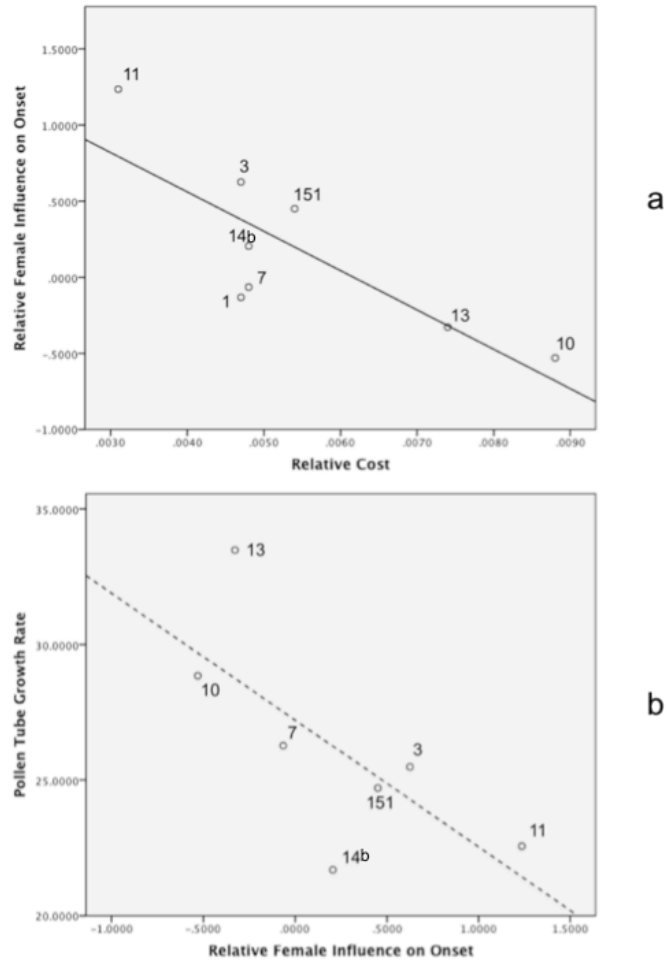 1.5000
11
1.0000
3
.5000
151
14b
.0000
7
1
13
10
-.5000
-1.0000
.0030 .0040 .0050 .0060 .0070 .0080 .0090
Relative Cost
Relative Female Influence on Onset
a
35.0000
13
30.0000
10
7
3
25.0000
151
11
14b
20.0000
-1.0000 -.5000 .0000 .5000 1.0000 1.5000
Relative Female Influence on Onset
Pollen Tube Growth Rate
b